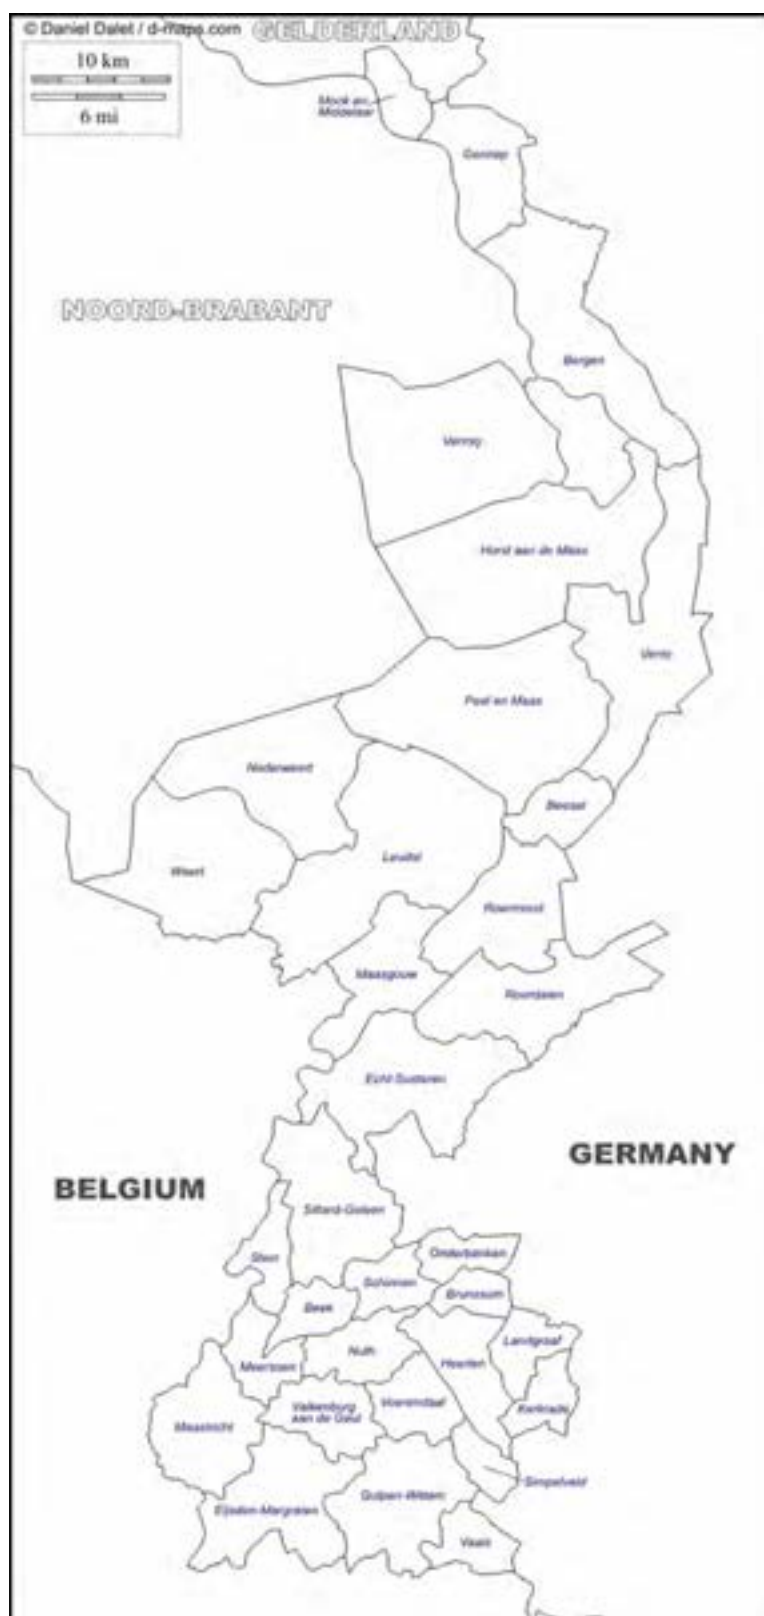 © Daniel Dalet / d-maps.com
GELDERLAND
10 km
6 mi
Mook en
Middelaar
Gennep
NOORD-BRABANT
Bergen
Venray
Horst aan de Maas
Venlo
Peel en Maas
Nederweert
Beesel
Leudal
Weert
Roermond
Maasgouw
Roerdalen
Echt-Susteren
GERMANY
BELGIUM
Sittard-Geleen
Onderbanken
Stein
Schinnen
Brunssum
Beek
Landgraaf
Nuth
Heerlen
Meerssen
Voerendaal
Kerkrade
Valkenburg
aan de Geul
Maastricht
Simpelveld
Gulpen-Wittem
Eijsden-Margraten
Vaals